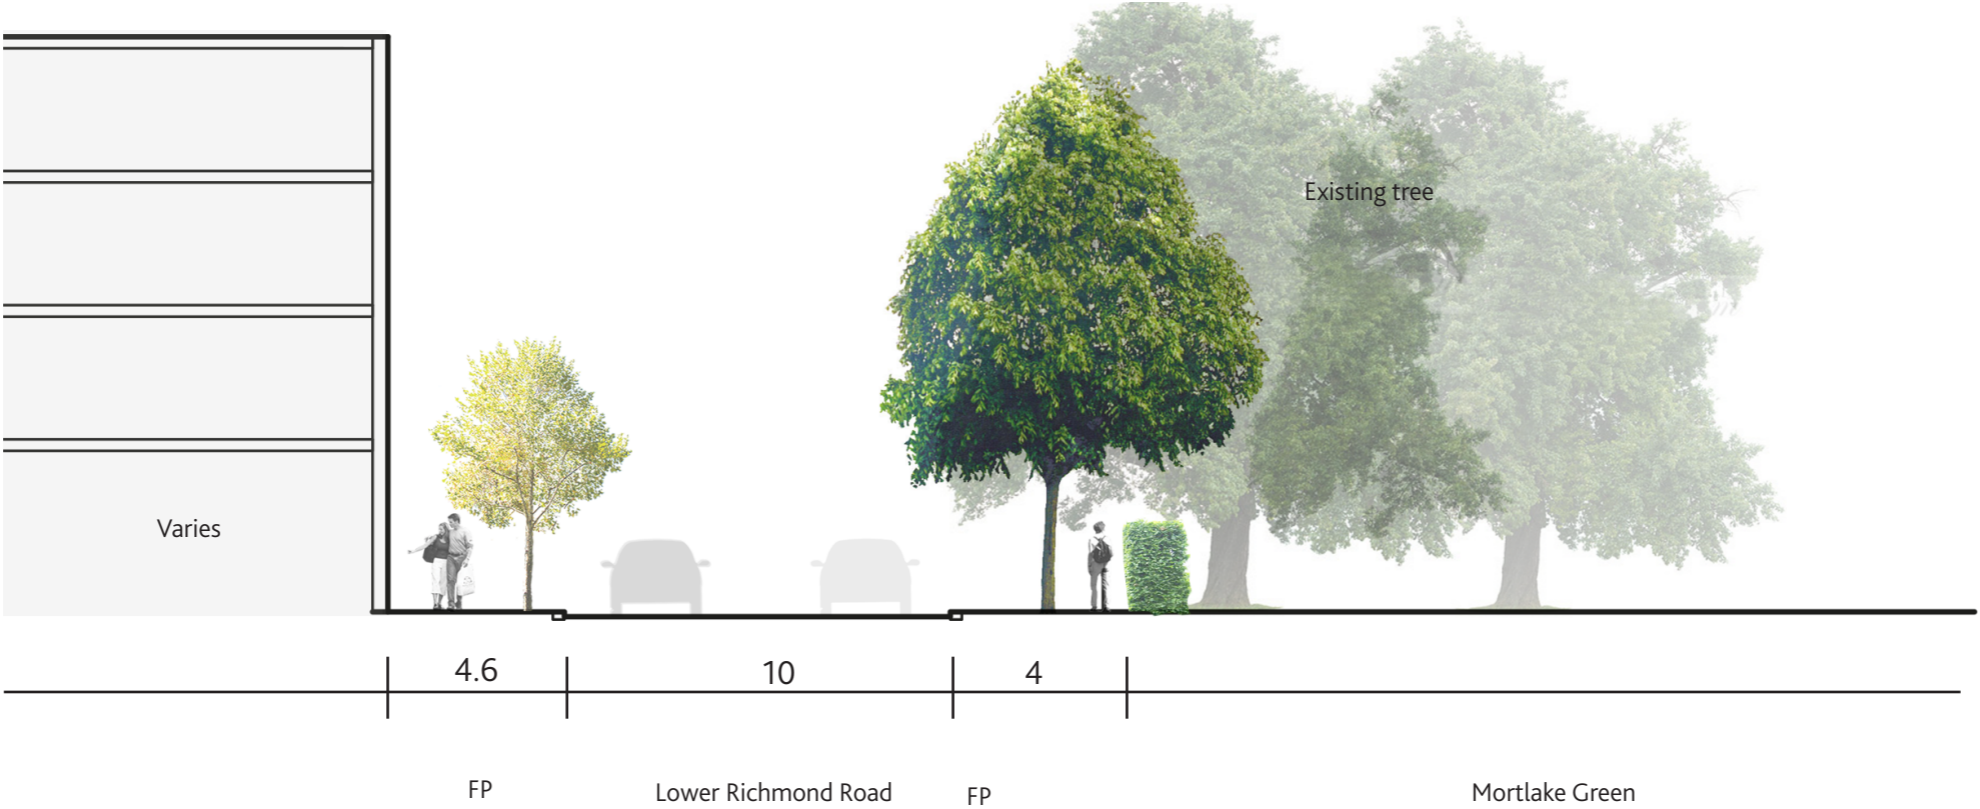 Existing tree
Varies
4.6
10
4
FP
Lower Richmond Road
FP
Mortlake Green